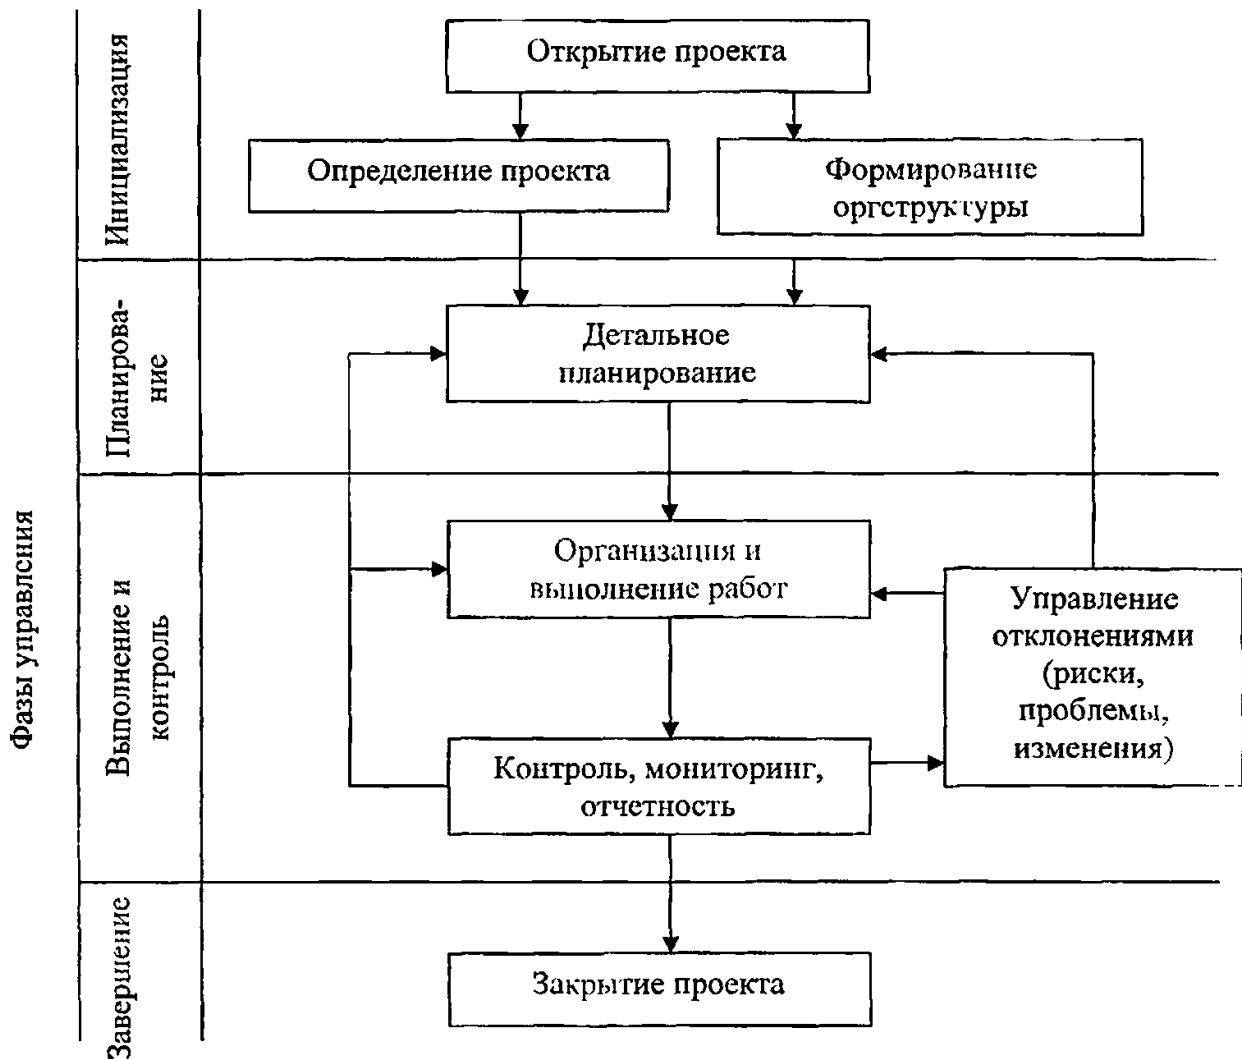 Фазы управления
Инициализация
Открытие проекта
Определение проекта
Формирование
оргструктуры
Планирова-
ние
Детальное
планирование
Выполнение и
контроль
Организация и
выполнение работ
Управление
отклонениями
(риски,
проблемы,
изменения)
Контроль, мониторинг,
отчетность
Завершение
Закрытие проекта